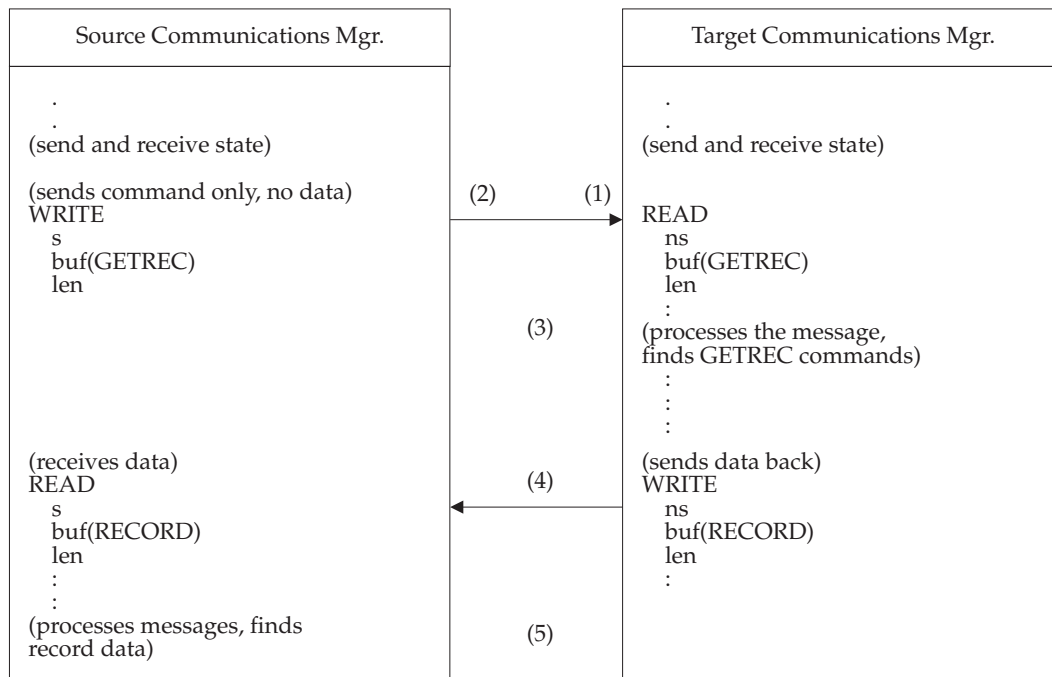 Source Communications Mgr.
.
.
(send and receive state)
(sends command only, no data)
WRITE
s
buf(GETREC)
len
(receives data)
READ
s
buf(RECORD)
len
:
:
(processes messages, finds
record data)
(2)
(1)
(3)
(4)
(5)
Target Communications Mgr.
.
.
(send and receive state)
READ
ns
buf(GETREC)
len
:
(processes the message,
finds GETREC commands)
:
:
:
(sends data back)
WRITE
ns
buf(RECORD)
len
: